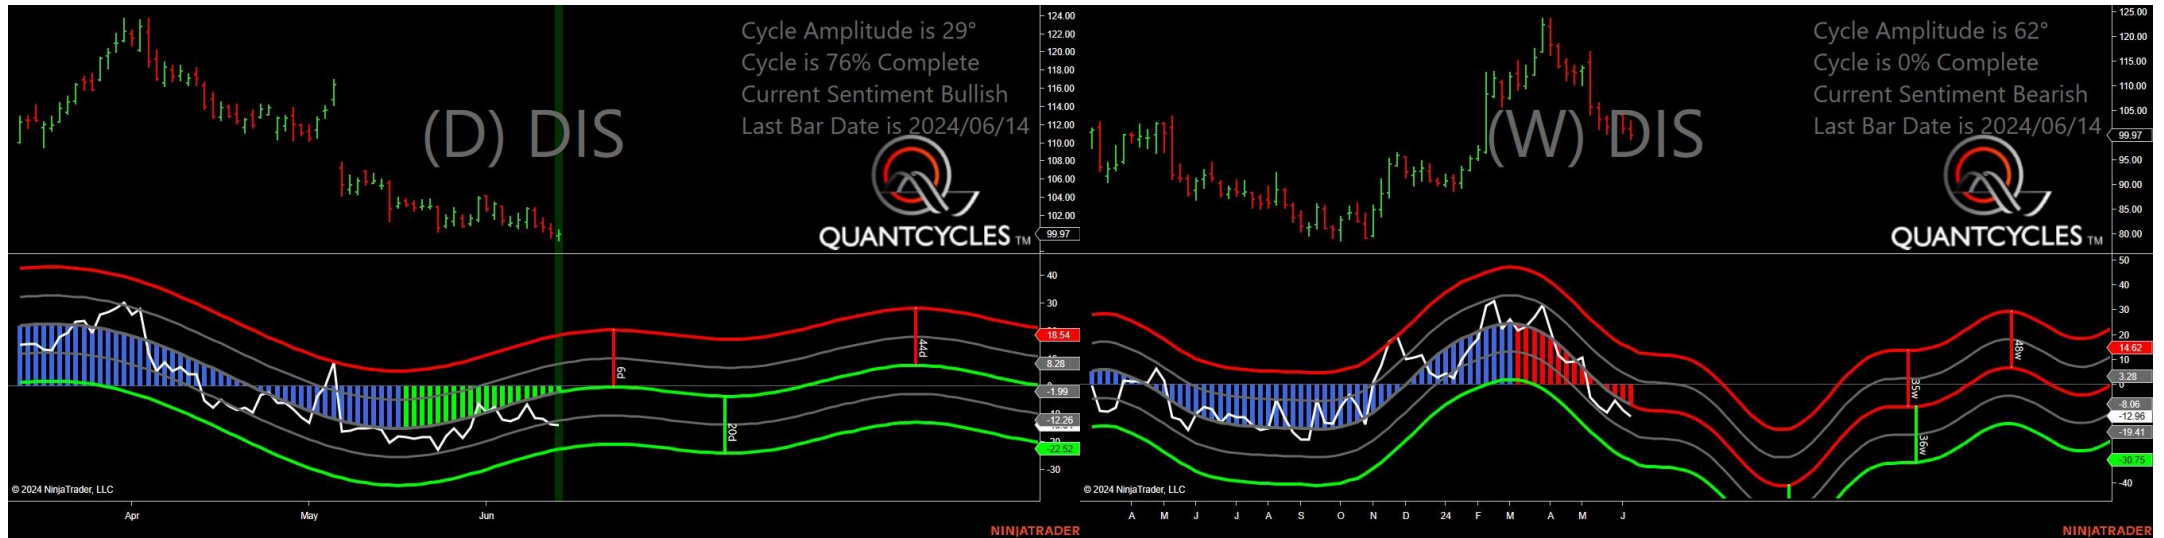 Cycle Amplitude is 29°
Cycle is 76% Complete
Current Sentiment Bullish
Last Bar Date is 2024/06/14
(D) DIS
QUANTCYCLES TM
124.00
122.00
120.00
118.00
116.00
114.00
112.00
110.00
108.00
106.00
104.00
102.00
99.97
40
30
18.54
8.28
0
-1.99
-12.26
-22.52
-30
6d
20d
44d
© 2024 NinjaTrader, LLC
Apr May Jun
NINJATRADER
Cycle Amplitude is 62°
Cycle is 0% Complete
Current Sentiment Bearish
Last Bar Date is 2024/06/14
(W) DIS
QUANTCYCLES TM
125.00
120.00
115.00
110.00
105.00
99.97
95.00
90.00
85.00
80.00
50
40
30
20
14.62
10
3.28
0
-8.06
-12.96
-19.41
-30.75
-40
36w
48w
© 2024 NinjaTrader, LLC
A M J J A S O N D 24 F M A M J
NINJATRADER